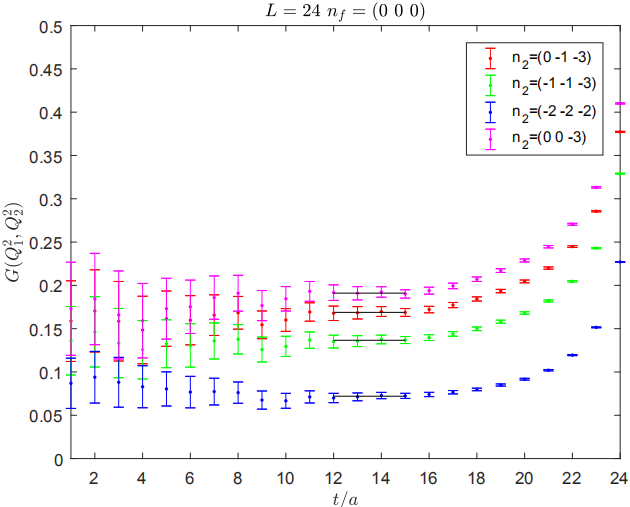 L = 24 n_f = (0 0 0)
n_2=(0 -1 -3)
n_2=(-1 -1 -3)
n_2=(-2 -2 -2)
n_2=(0 0 -3)
G(Q_1^2, Q_2^2)
0.5
0.45
0.4
0.35
0.3
0.25
0.2
0.15
0.1
0.05
0
2 4 6 8 10 12 14 16 18 20 22 24
t/a